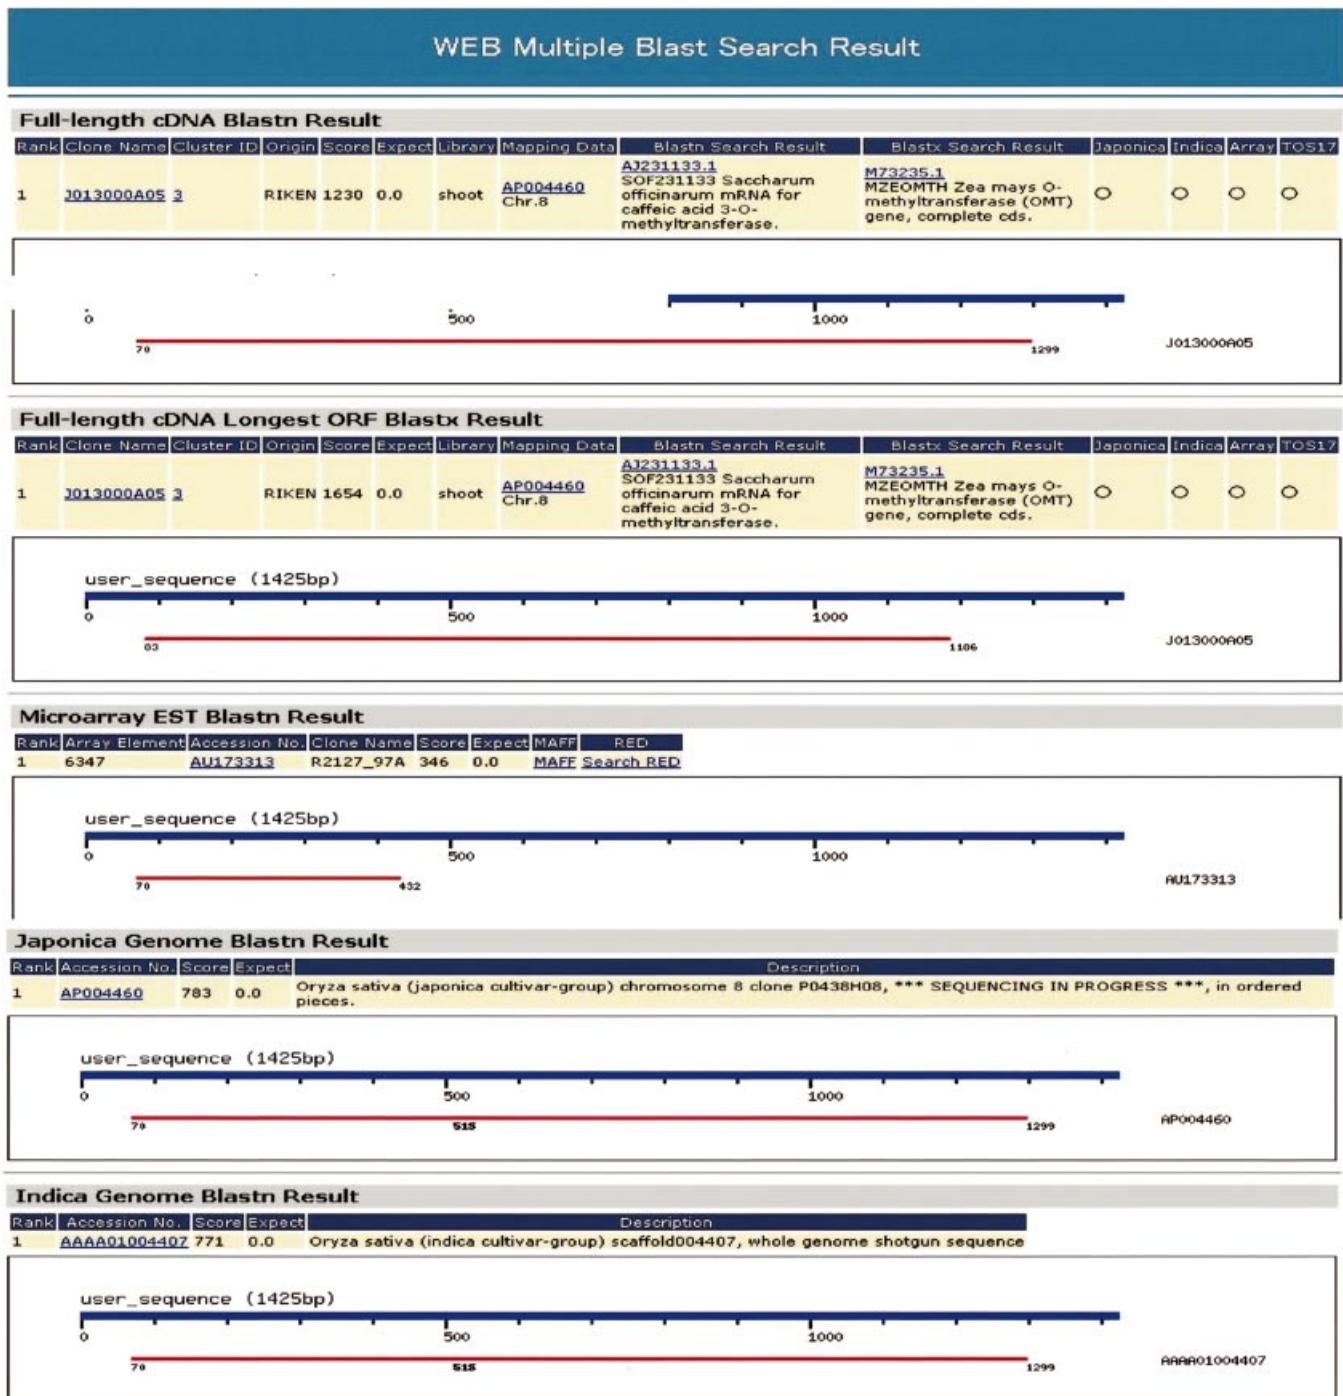 WEB Multiple Blast Search Result
Full-length cDNA Blastn Result
Rank Clone Name Cluster ID Origin Score Expect Library Mapping Data Blastn Search Result Blastx Search Result Japonica Indica Array TOS17
1 J013000A05 3 RIKEN 1230 0.0 shoot AP004460 Chr.8 AJ231133.1 SOF231133 Saccharum officinarum mRNA for caffeic acid 3-O-methyltransferase. M73235.1 MZEOMTH Zea mays O-methyltransferase (OMT) gene, complete cds. O O O O
0 500 1000
70 1299 J013000A05
Full-length cDNA Longest ORF Blastx Result
Rank Clone Name Cluster ID Origin Score Expect Library Mapping Data Blastn Search Result Blastx Search Result Japonica Indica Array TOS17
1 J013000A05 3 RIKEN 1654 0.0 shoot AP004460 Chr.8 AJ231133.1 SOF231133 Saccharum officinarum mRNA for caffeic acid 3-O-methyltransferase. M73235.1 MZEOMTH Zea mays O-methyltransferase (OMT) gene, complete cds. O O O O
user_sequence (1425bp)
0 500 1000
83 1186 J013000A05
Microarray EST Blastn Result
Rank Array Element Accession No. Clone Name Score Expect MAFF RED
1 6347 AU173313 R2127_97A 346 0.0 MAFF Search RED
user_sequence (1425bp)
0 500 1000
70 432 AU173313
Japonica Genome Blastn Result
Rank Accession No. Score Expect Description
1 AP004460 783 0.0 Oryza sativa (japonica cultivar-group) chromosome 8 clone P0438H08, *** SEQUENCING IN PROGRESS ***, in ordered pieces.
user_sequence (1425bp)
0 500 1000
70 515 1299 AP004460
Indica Genome Blastn Result
Rank Accession No. Score Expect Description
1 AAAA01004407 771 0.0 Oryza sativa (indica cultivar-group) scaffold004407, whole genome shotgun sequence
user_sequence (1425bp)
0 500 1000
70 515 1299 AAAA01004407